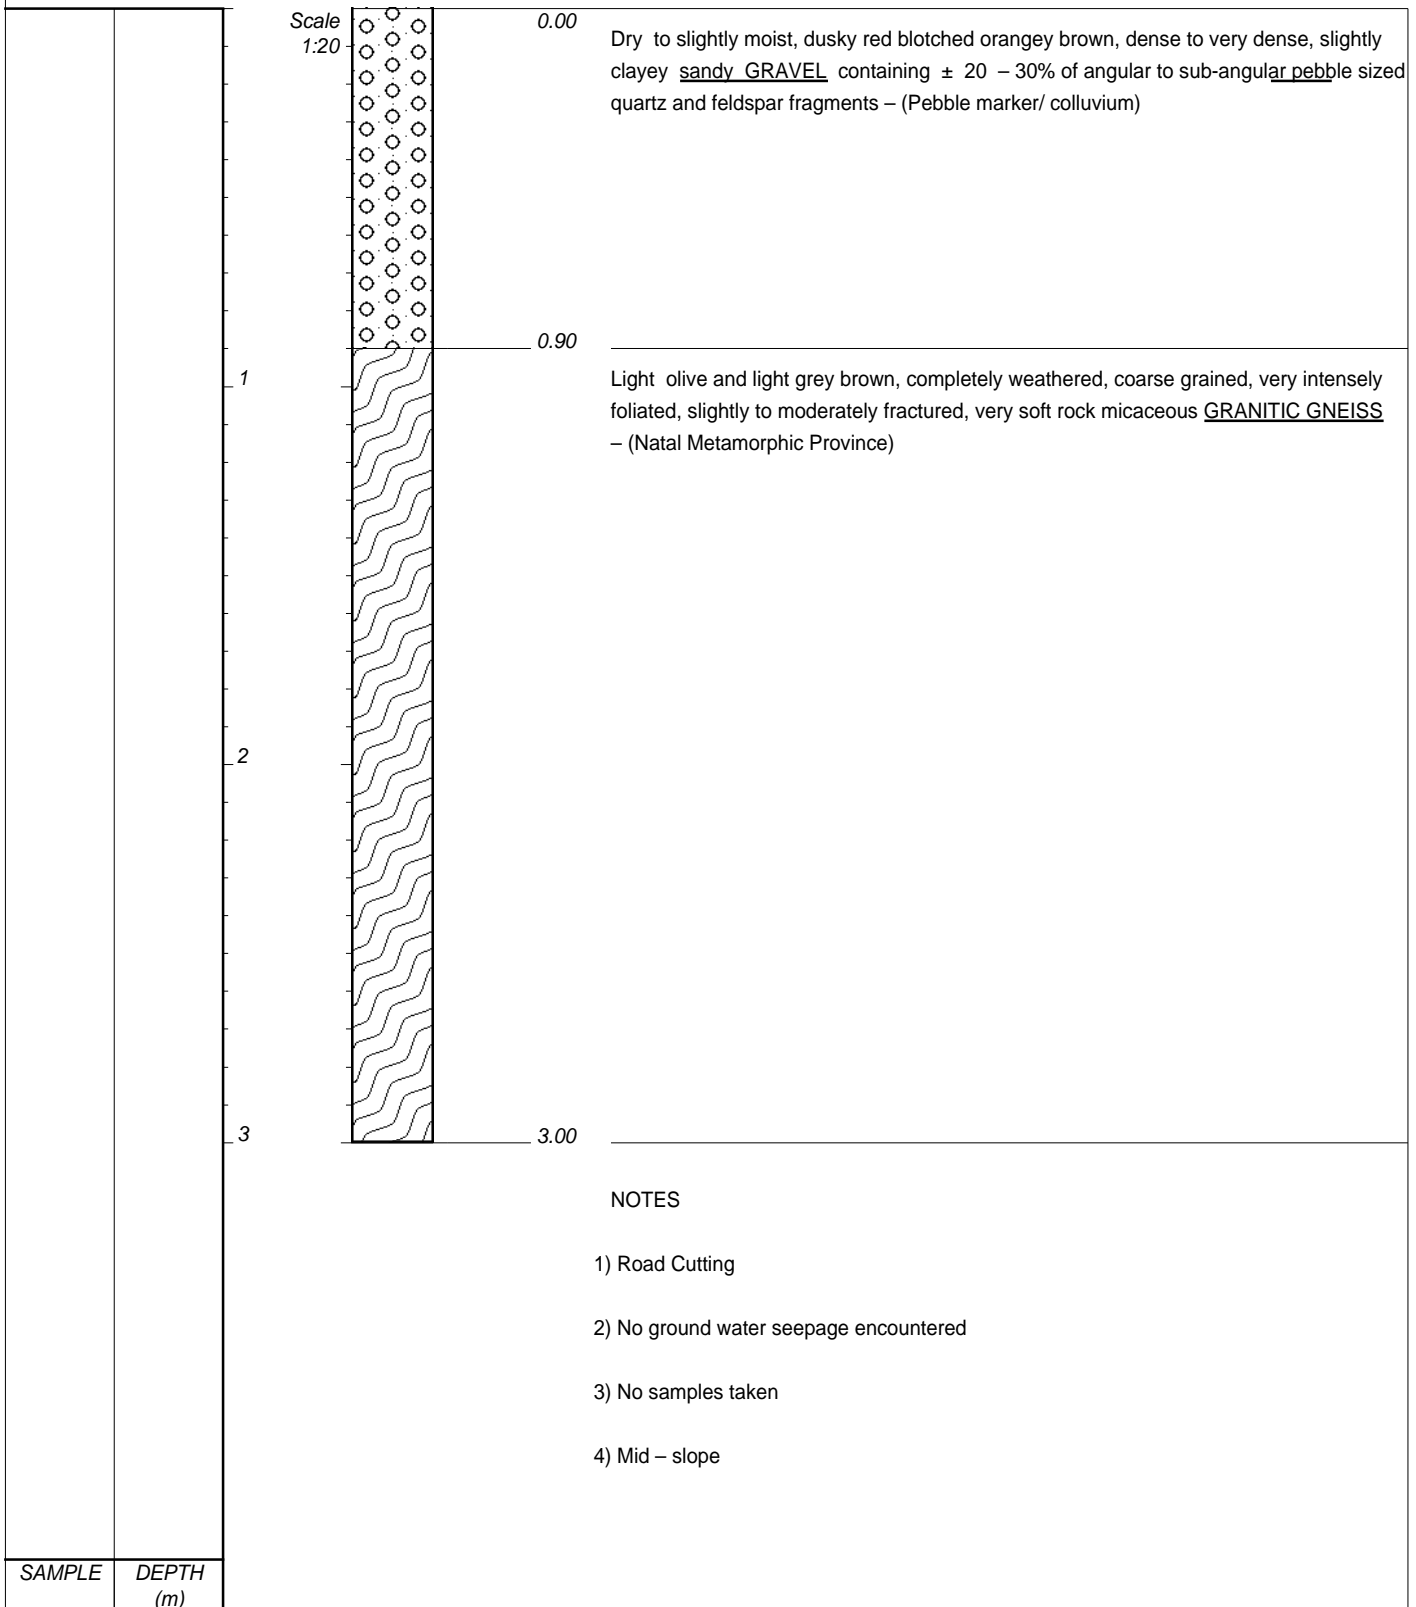 Scale
1:20
0.00
Dry to slightly moist, dusky red blotched orangey brown, dense to very dense, slightly
clayey sandy GRAVEL containing ± 20 – 30% of angular to sub-angular pebble sized
quartz and feldspar fragments – (Pebble marker/ colluvium)
0.90
1
Light olive and light grey brown, completely weathered, coarse grained, very intensely
foliated, slightly to moderately fractured, very soft rock micaceous GRANITIC GNEISS
– (Natal Metamorphic Province)
2
3
3.00
NOTES
1) Road Cutting
2) No ground water seepage encountered
3) No samples taken
4) Mid – slope
SAMPLE
DEPTH
(m)